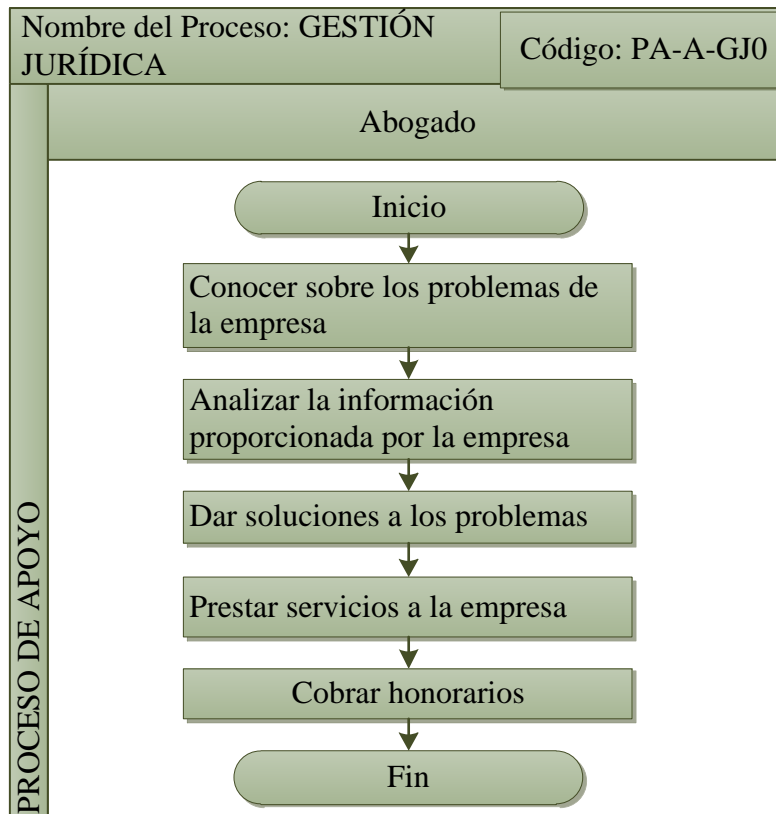 Nombre del Proceso: GESTIÓN
JURÍDICA
Código: PA-A-GJ0
Abogado
PROCESO DE APOYO
Inicio
Conocer sobre los problemas de
la empresa
Analizar la información
proporcionada por la empresa
Dar soluciones a los problemas
Prestar servicios a la empresa
Cobrar honorarios
Fin